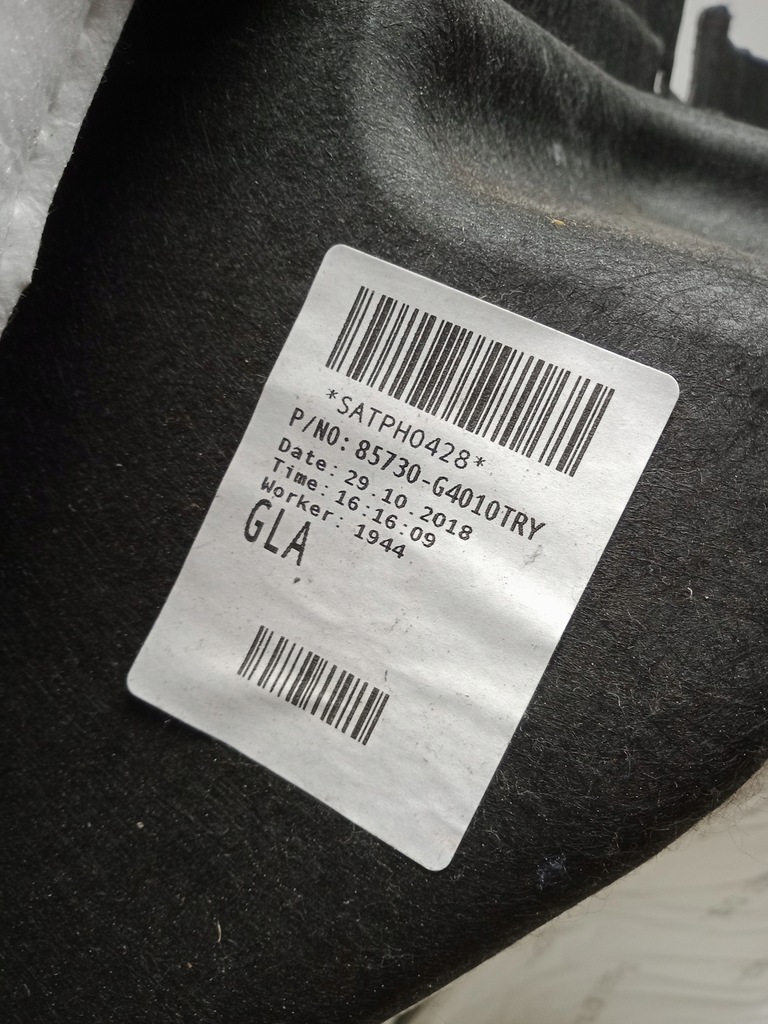 *SATPH0428*
P/NO: 85730-G4010TRY
Date: 29.10.2018
Time: 16:16:09
Worker: 1944
GLA